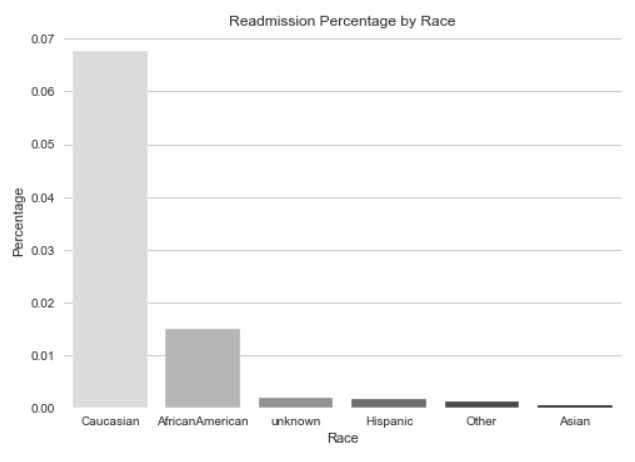 Readmission Percentage by Race
0.07
0.06
0.05
0.04
0.03
0.02
0.01
0.00
Percentage
Caucasian AfricanAmerican unknown Hispanic Other Asian
Race